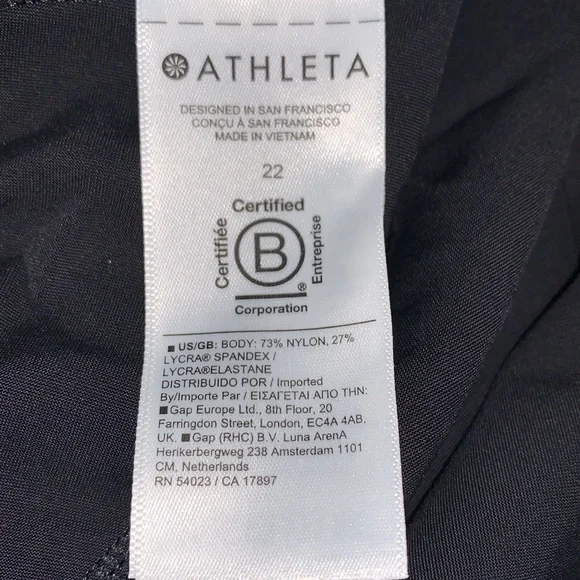 ATHLETA
DESIGNED IN SAN FRANCISCO
CONÇU À SAN FRANCISCO
MADE IN VIETNAM
22
Certified
Certifiée
B
Entreprise
®
Corporation
■ US/GB: BODY: 73% NYLON, 27%
LYCRA® SPANDEX /
LYCRA®ELASTANE
DISTRIBUIDO POR / Imported
By/Importe Par / ΕΙΣΑΓΕΤΑΙ ΑΠΟ ΤΗΝ:
■ Gap Europe Ltd., 8th Floor, 20
Farringdon Street, London, EC4A 4AB.
UK. ■ Gap (RHC) B.V. Luna ArenA
Herikerbergweg 238 Amsterdam 1101
CM, Netherlands
RN 54023 / CA 17897